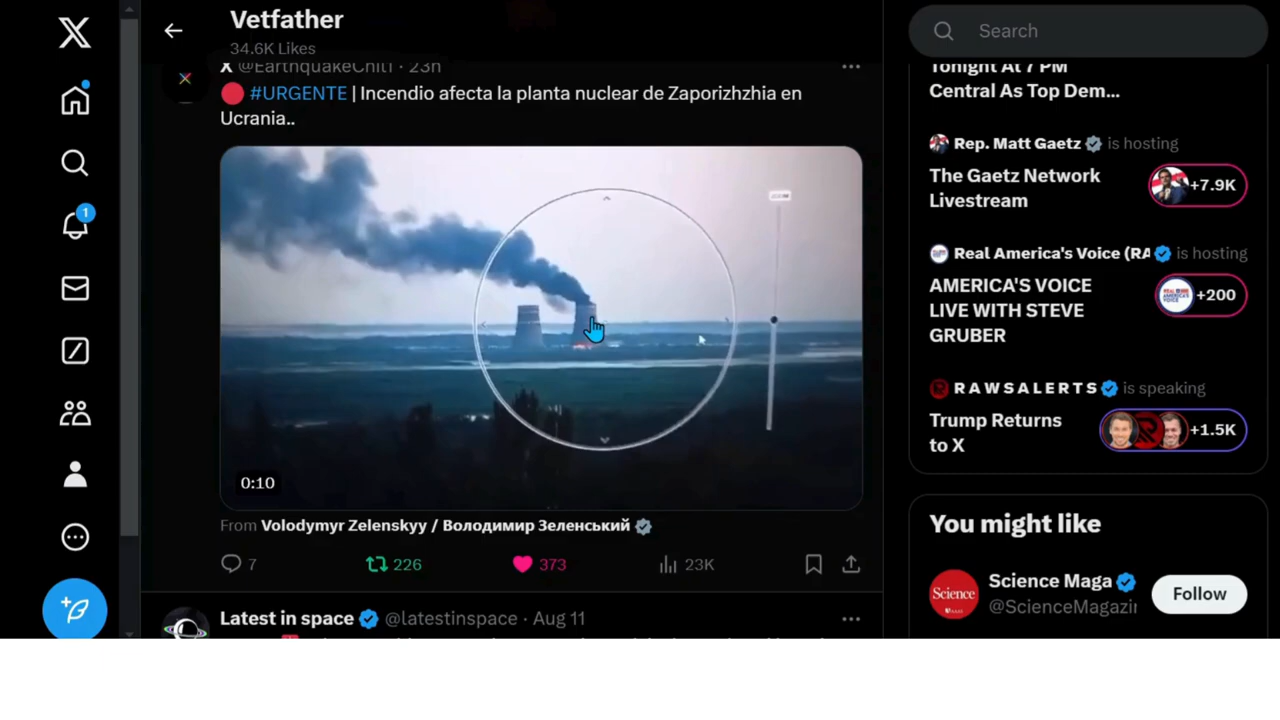 Vetfather
34.6K Likes
@EarthquakeChil1 · 23h
#URGENTE | Incendio afecta la planta nuclear de Zaporizhzhia en
Ucrania..
0:10
From Volodymyr Zelenskyy / Володимир Зеленський
7
226
373
23K
Latest in space @latestinspace · Aug 11
1
Search
Tonight At 7 PM
Central As Top Dem...
Rep. Matt Gaetz is hosting
The Gaetz Network
Livestream
+7.9K
Real America's Voice (RA is hosting
AMERICA'S VOICE
LIVE WITH STEVE
GRUBER
+200
R A W S A L E R T S is speaking
Trump Returns
to X
+1.5K
You might like
Science
Science Maga
@ScienceMagazin
Follow